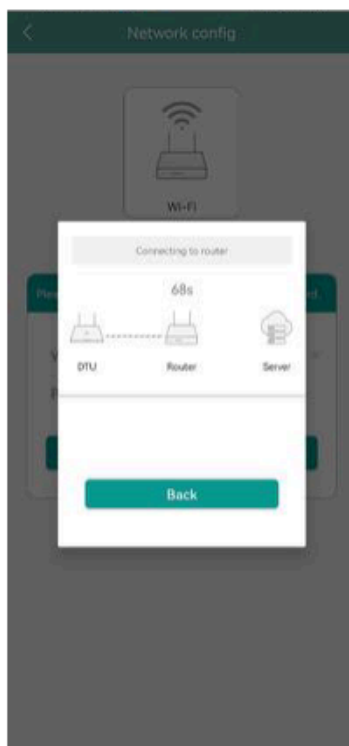 Network config
Wi-Fi
Connecting to router
68s
DTU Router Server
Back